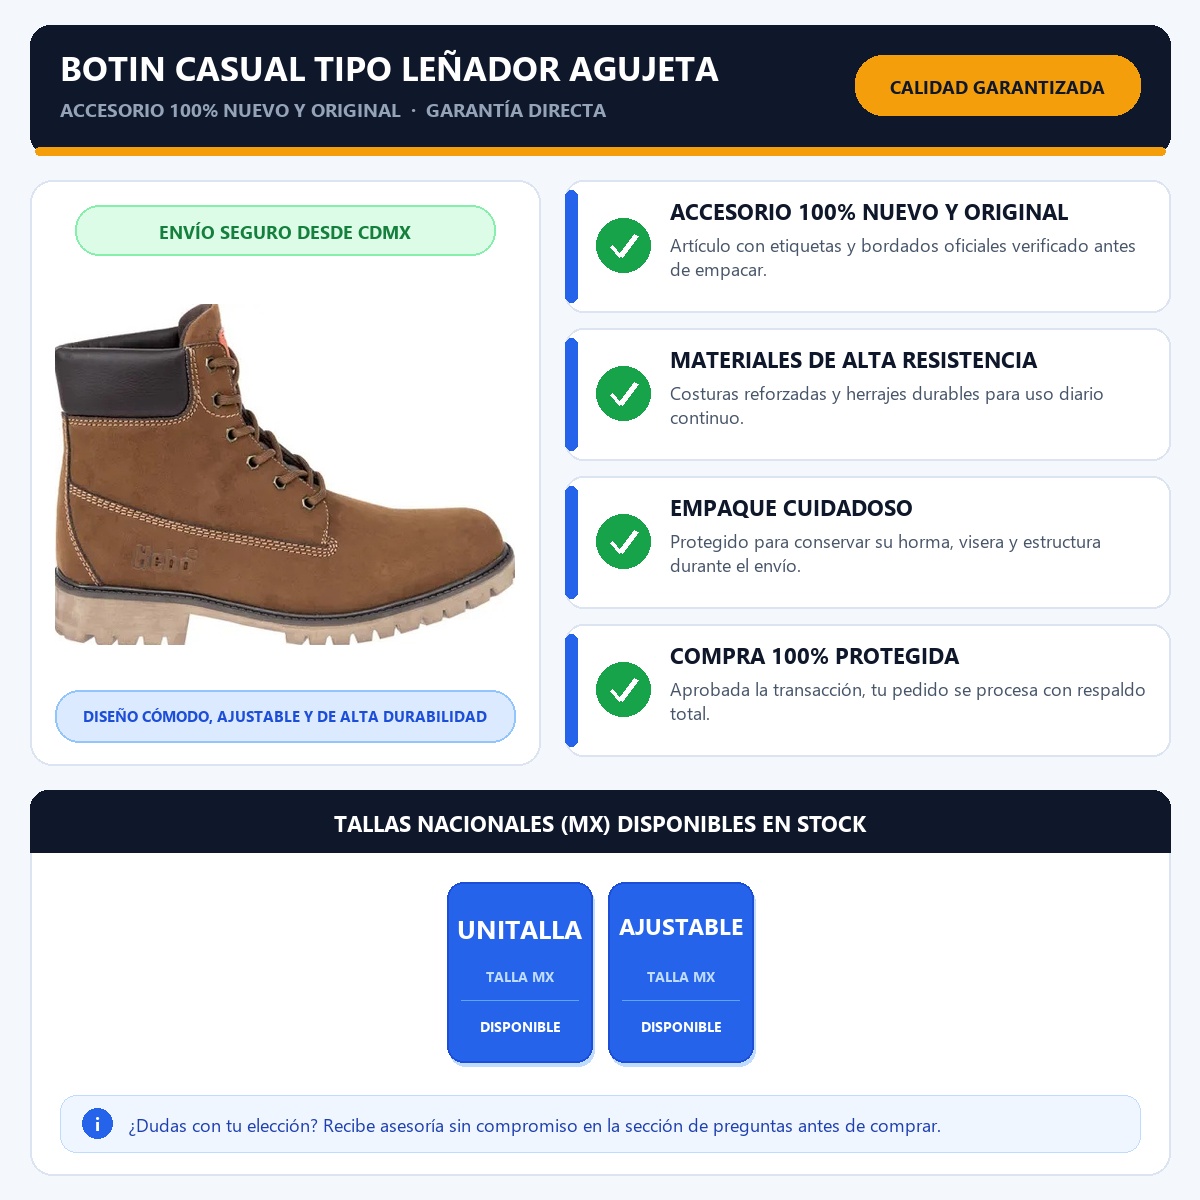 BOTIN CASUAL TIPO LEÑADOR AGUJETA
ACCESORIO 100% NUEVO Y ORIGINAL · GARANTÍA DIRECTA
CALIDAD GARANTIZADA
ENVÍO SEGURO DESDE CDMX
DISEÑO CÓMODO, AJUSTABLE Y DE ALTA DURABILIDAD
ACCESORIO 100% NUEVO Y ORIGINAL
Artículo con etiquetas y bordados oficiales verificado antes
de empacar.
MATERIALES DE ALTA RESISTENCIA
Costuras reforzadas y herrajes durables para uso diario
continuo.
EMPAQUE CUIDADOSO
Protegido para conservar su horma, visera y estructura
durante el envío.
COMPRA 100% PROTEGIDA
Aprobada la transacción, tu pedido se procesa con respaldo
total.
TALLAS NACIONALES (MX) DISPONIBLES EN STOCK
UNITALLA
TALLA MX
DISPONIBLE
AJUSTABLE
TALLA MX
DISPONIBLE
¿Dudas con tu elección? Recibe asesoría sin compromiso en la sección de preguntas antes de comprar.